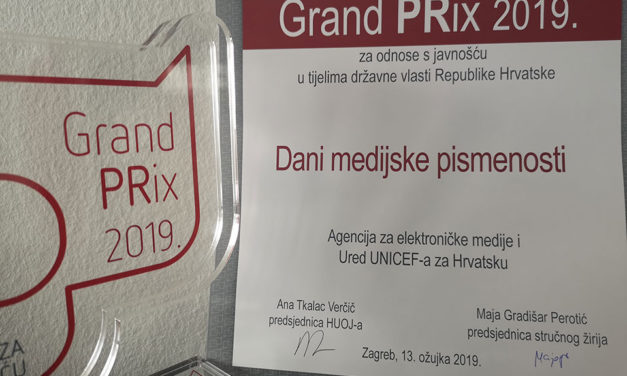 Grand
PRix
2019.
ZA
Grand PRix 2019.
za odnose s javnošću
u tijelima državne vlasti Republike Hrvatske
Dani medijske pismenosti
Agencija za elektroničke medije i
Ured UNICEF-a za Hrvatsku
Ana Tkalac Verčič
predsjednica HUOJ-a
Maja Gradišar Perotić
predsjednica stručnog žirija
Zagreb, 13. ožujka 2019.